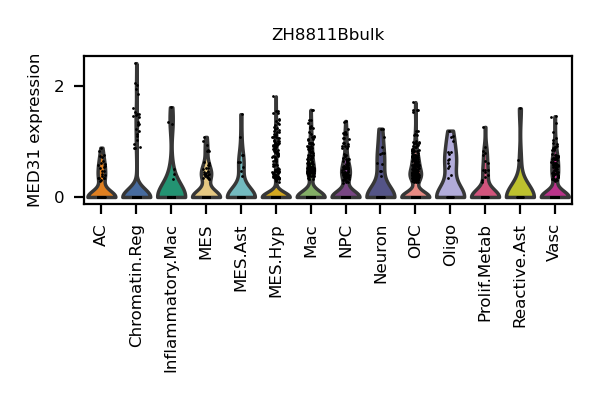 ZH8811Bbulk
MED31 expression
2
0
AC
Chromatin.Reg
Inflammatory.Mac
MES
MES.Ast
MES.Hyp
Mac
NPC
Neuron
OPC
Oligo
Prolif.Metab
Reactive.Ast
Vasc